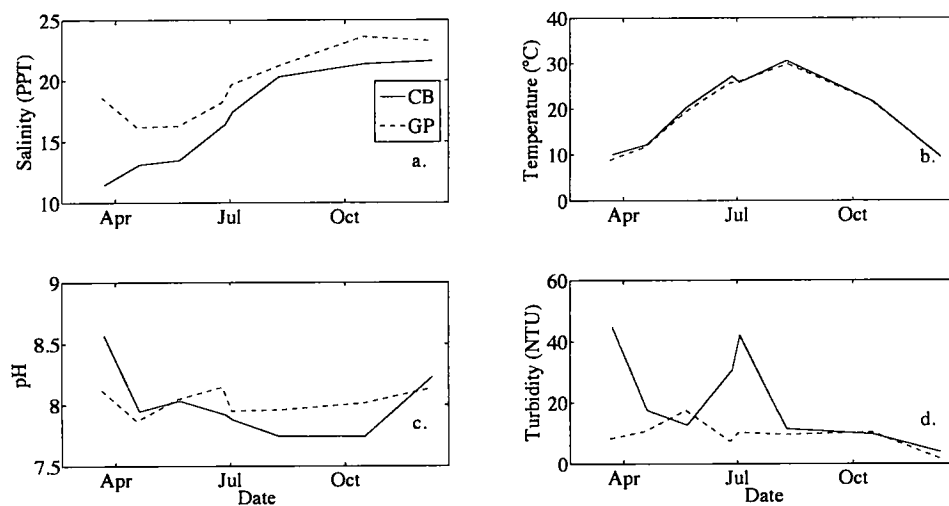 Salinity (PPT)
25
20
15
10
CB
GP
a.
Apr
Jul
Oct
Temperature (°C)
40
30
20
10
0
b.
Apr
Jul
Oct
pH
9
8.5
8
7.5
c.
Apr
Jul
Oct
Date
Turbidity (NTU)
60
40
20
0
d.
Apr
Jul
Oct
Date